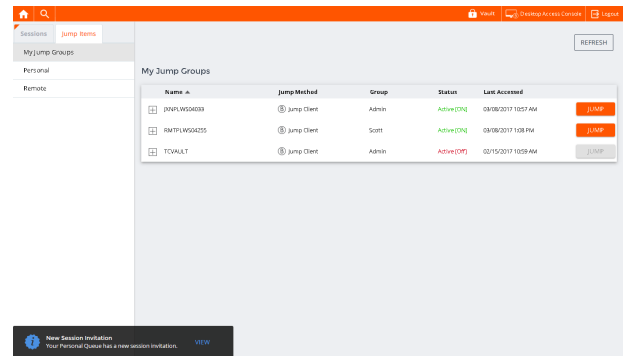 Vault Desktop Access Console Logout
Sessions Jump Items
My Jump Groups
Personal
Remote
REFRESH
My Jump Groups
Name Jump Method Group Status Last Accessed
JXNPLWS04033 Jump Client Admin Active [ON] 03/08/2017 10:57 AM JUMP
RMTPLWS04255 Jump Client Scott Active [ON] 03/08/2017 1:08 PM JUMP
TCVAULT Jump Client Admin Active [Off] 02/15/2017 10:59 AM JUMP
New Session Invitation
Your Personal Queue has a new session invitation. VIEW